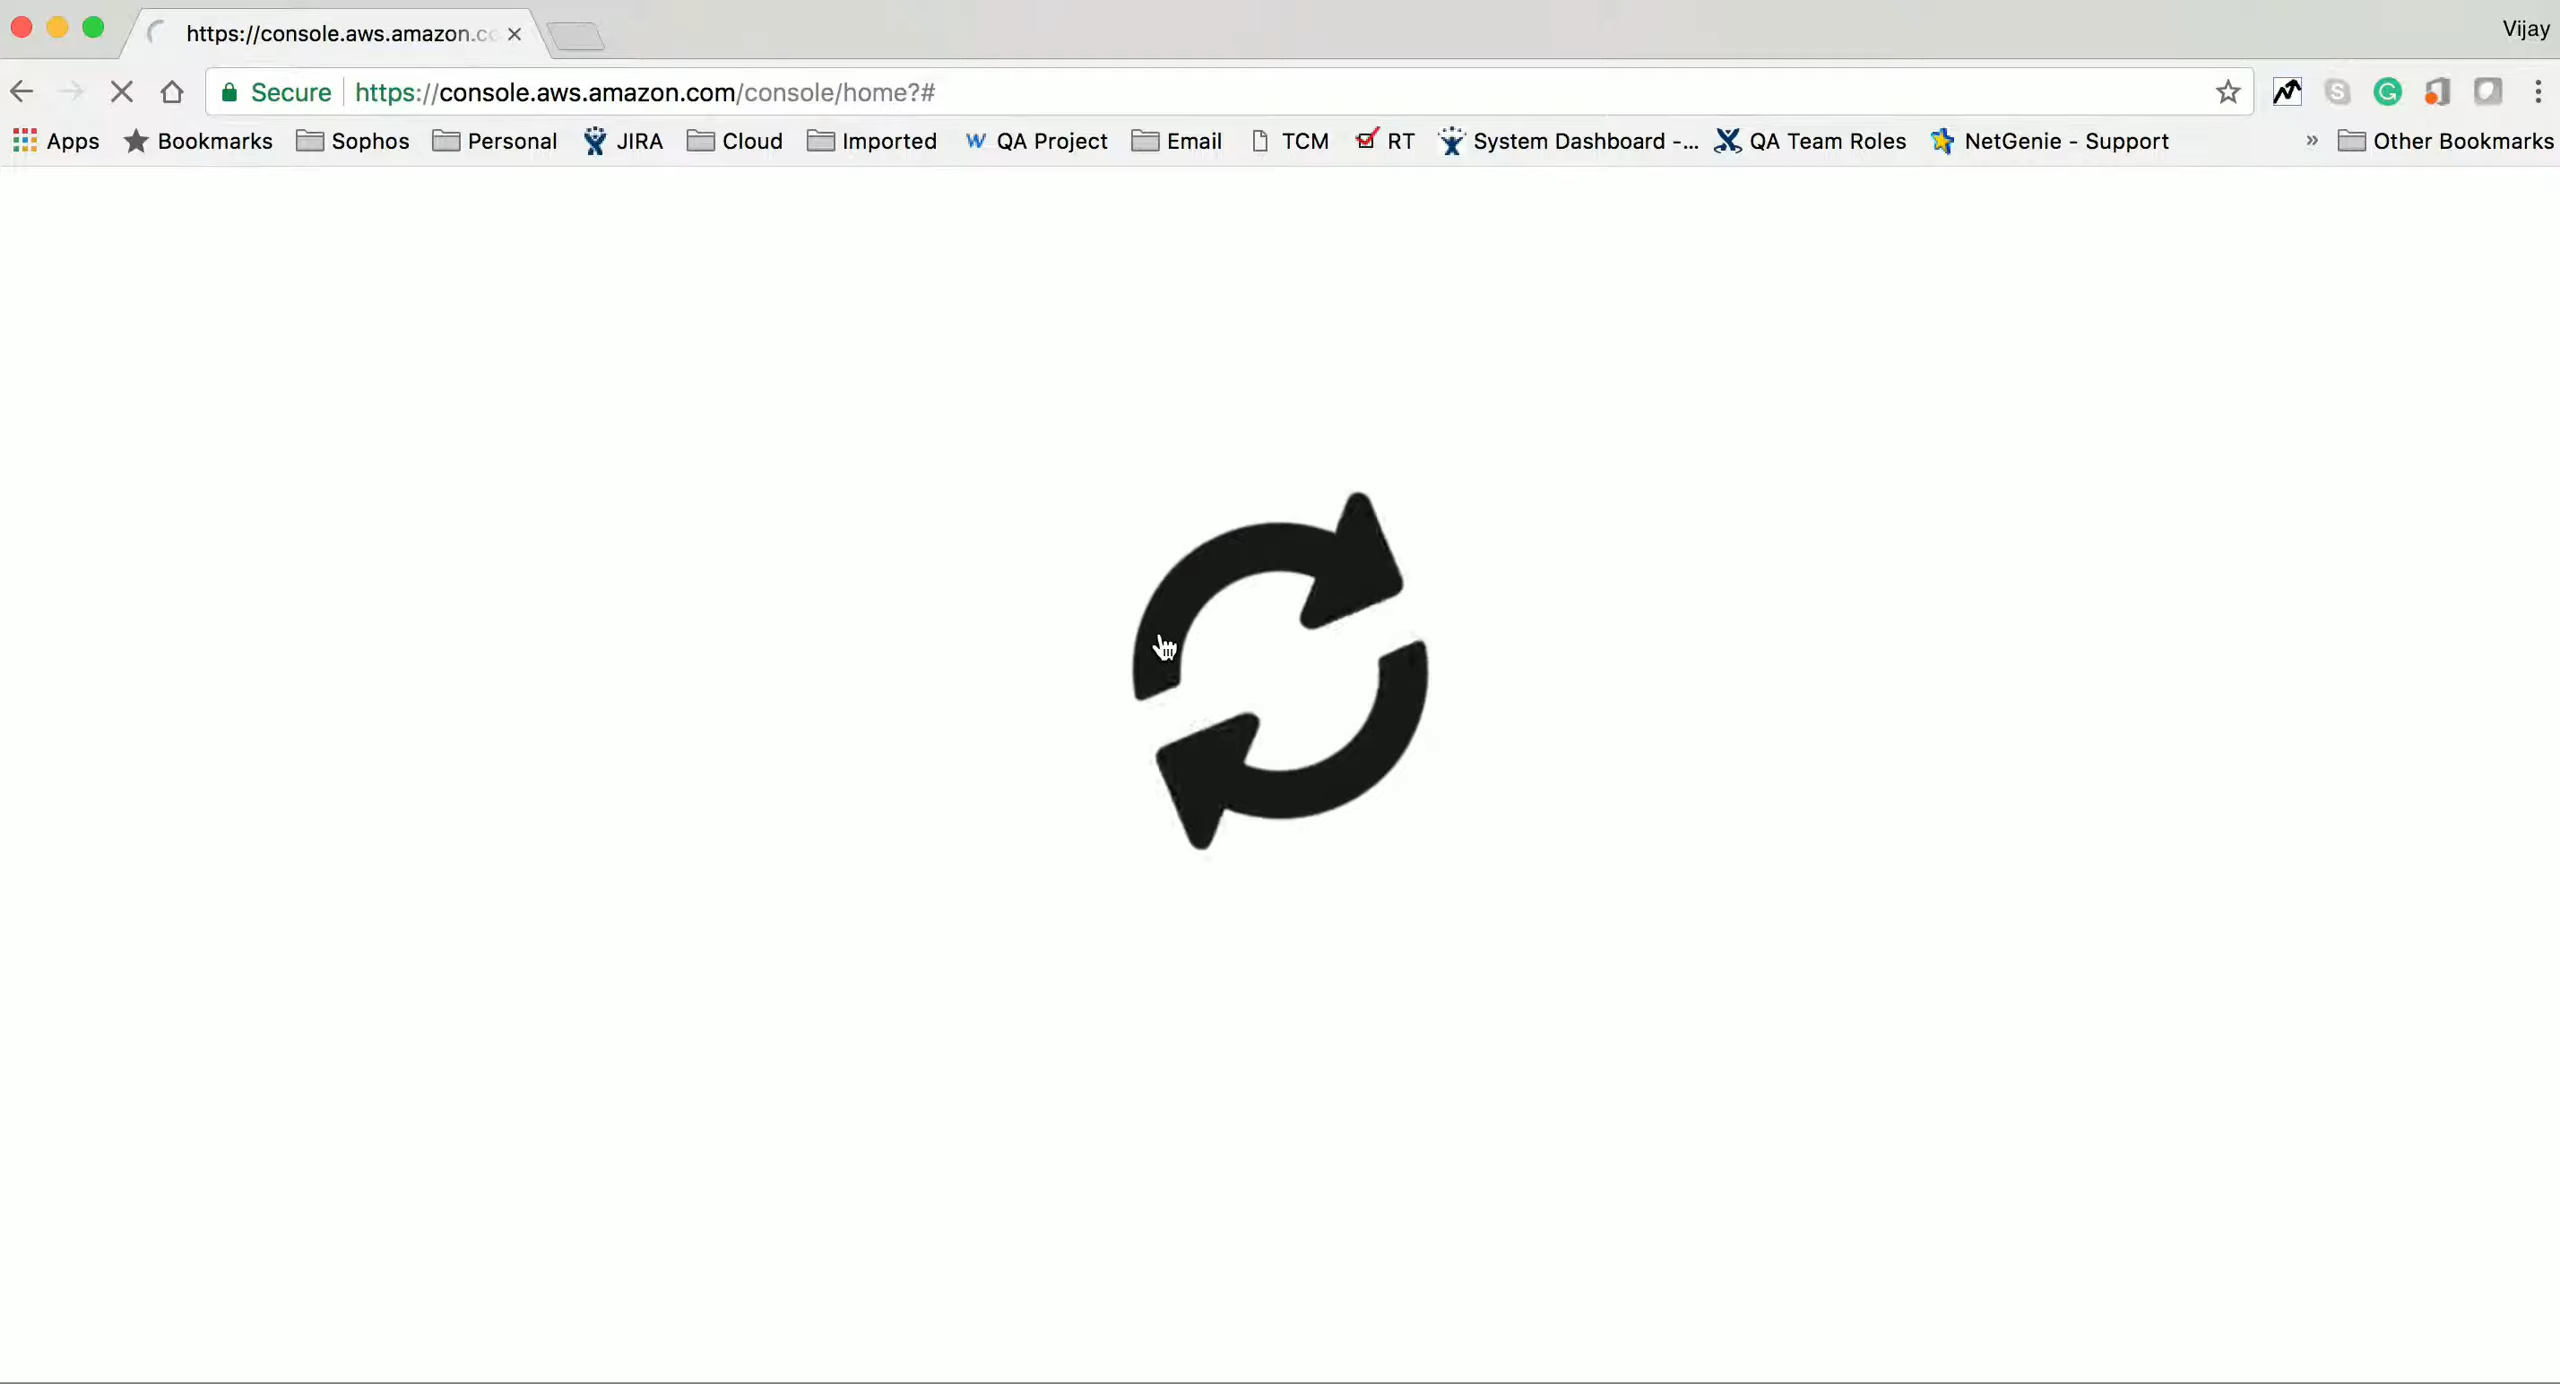 https://console.aws.amazon.co
Vijay
Secure https://console.aws.amazon.com/console/home?#
Apps Bookmarks Sophos Personal JIRA Cloud Imported QA Project Email TCM RT System Dashboard -... QA Team Roles NetGenie - Support » Other Bookmarks